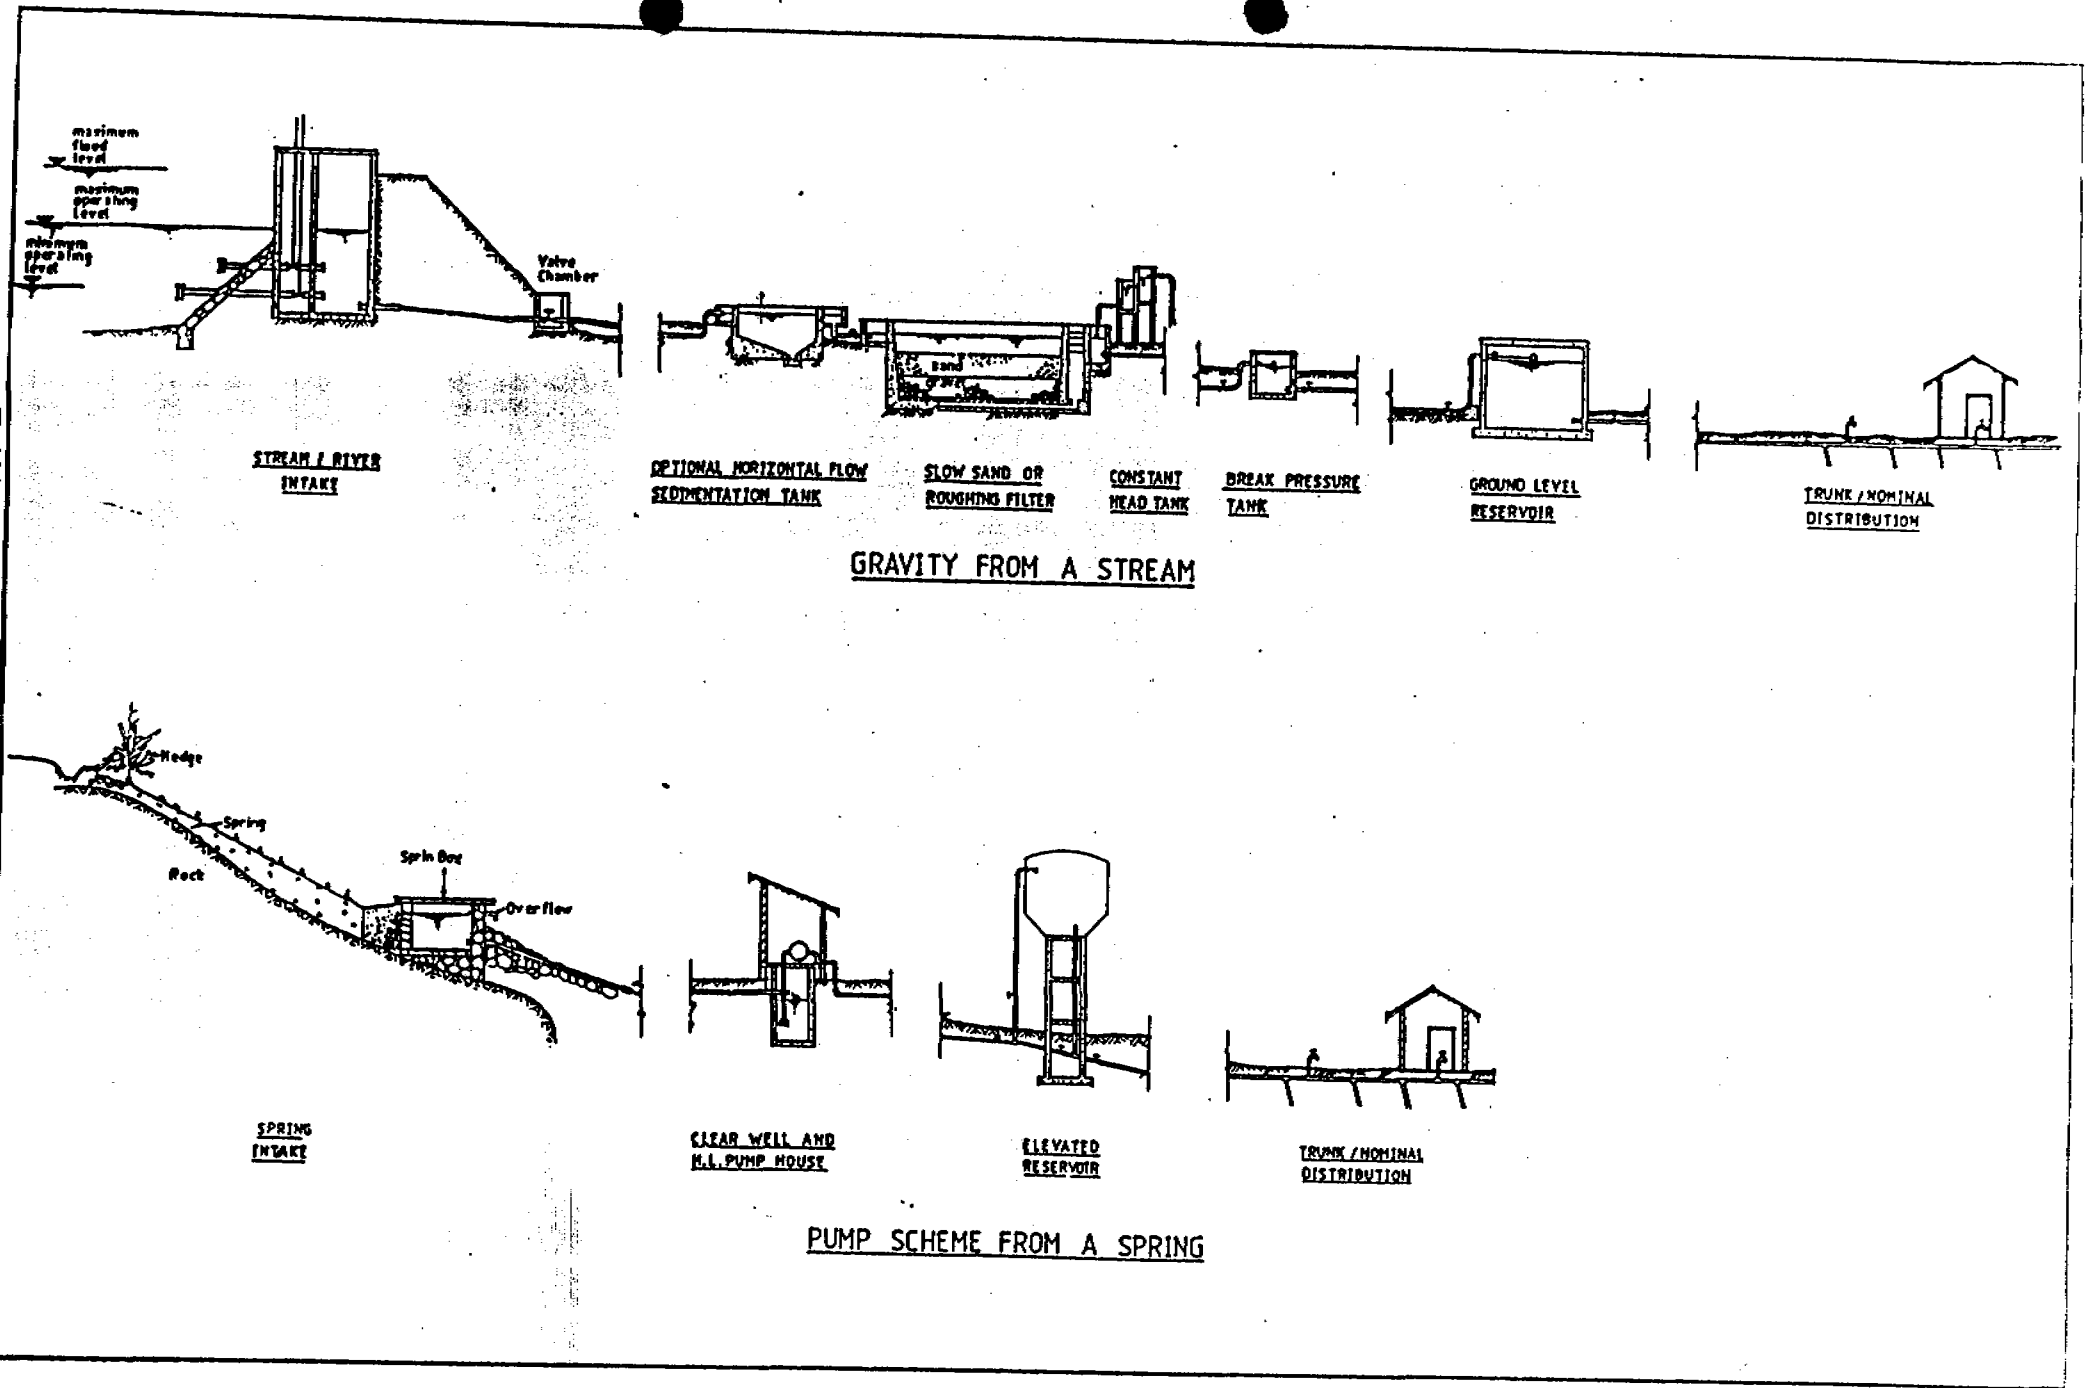 maximum
flood
level
maximum
operating
level
minimum
operating
level
Valve
Chamber
sand
gravel
STREAM / RIVER
INTAKE
OPTIONAL HORIZONTAL FLOW
SEDIMENTATION TANK
SLOW SAND OR
ROUGHING FILTER
CONSTANT
HEAD TANK
BREAK PRESSURE
TANK
GROUND LEVEL
RESERVOIR
TRUNK / NOMINAL
DISTRIBUTION
GRAVITY FROM A STREAM
Hedge
Spring
Rock
Sprin Box
Overflow
SPRING
INTAKE
CLEAR WELL AND
H.L. PUMP HOUSE
ELEVATED
RESERVOIR
TRUNK / NOMINAL
DISTRIBUTION
PUMP SCHEME FROM A SPRING